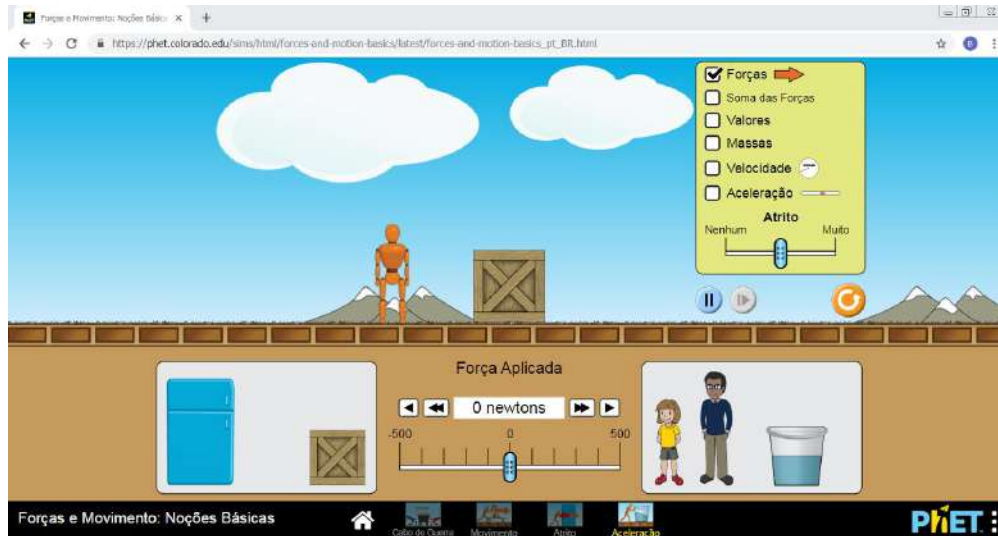 Forças e Movimento: Noções Básic
https://phet.colorado.edu/sims/html/forces-and-motion-basics/latest/forces-and-motion-basics_pt_BR.html
Forças
Soma das Forças
Valores
Massas
Velocidade
Aceleração
Atrito
Nenhum Muito
Força Aplicada
0 newtons
-500 0 500
Forças e Movimento: Noções Básicas
Cabo de Guerra Movimento Atrito Aceleração
PhET